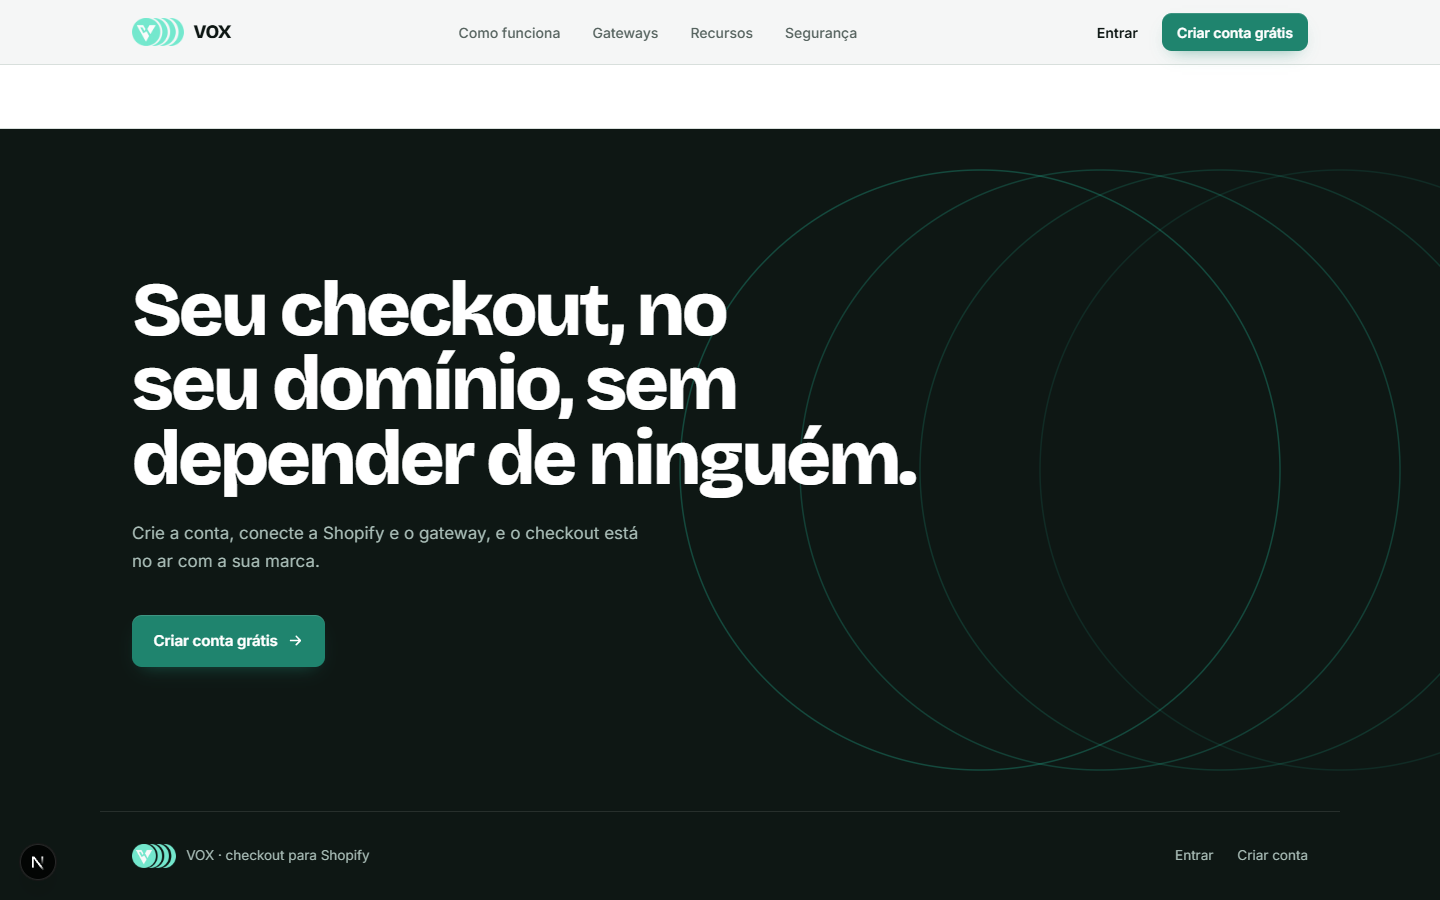 VOX
Como funciona
Gateways
Recursos
Segurança
Entrar
Criar conta grátis
Seu checkout, no
seu domínio, sem
depender de ninguém.
Crie a conta, conecte a Shopify e o gateway, e o checkout está
no ar com a sua marca.
Criar conta grátis →
VOX · checkout para Shopify
Entrar
Criar conta
N